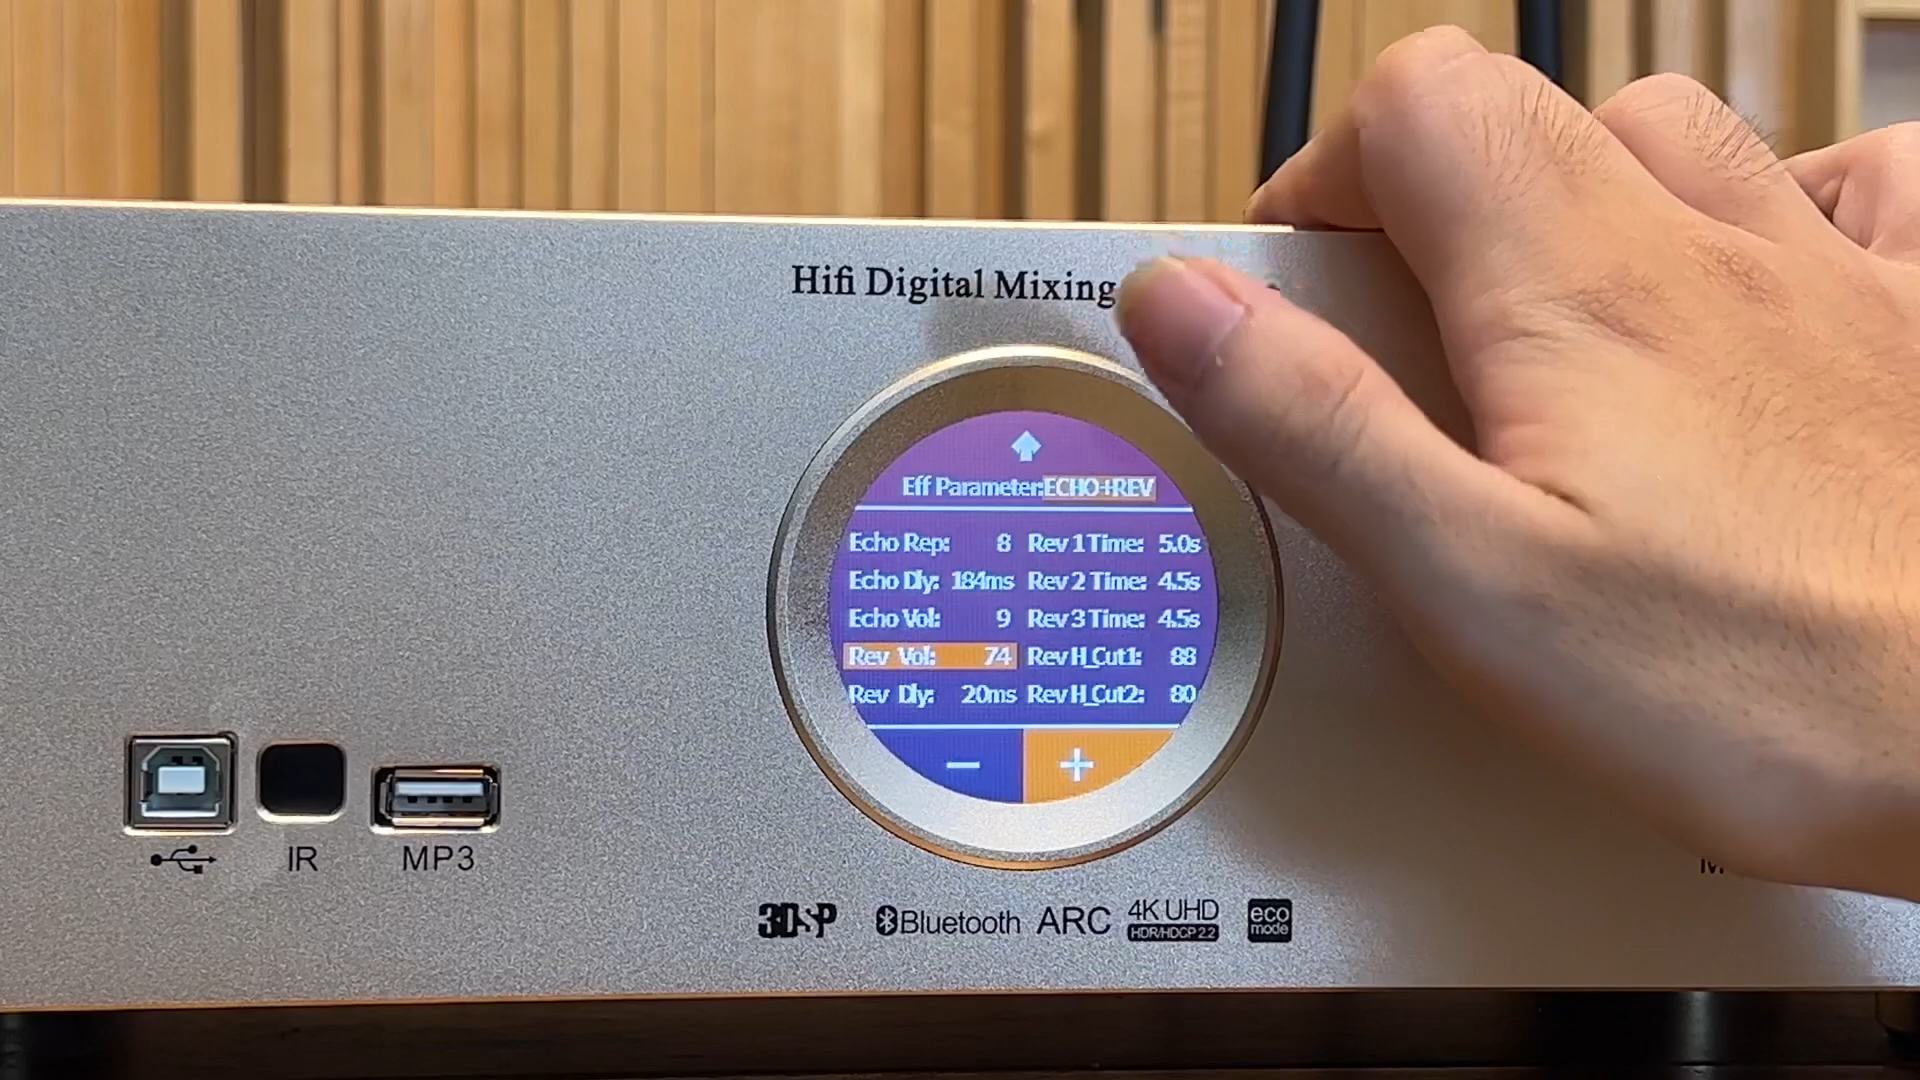 Hifi Digital Mixing
Eff Parameter:ECHO+REV
Echo Rep: 8 Rev 1 Time: 5.0s
Echo Dly: 184ms Rev 2 Time: 4.5s
Echo Vol: 9 Rev 3 Time: 4.5s
Rev Vol: 74 Rev H_Cut1: 88
Rev Dly: 20ms Rev H_Cut2: 80
− +
IR MP3
3DSP Bluetooth ARC 4K UHD HDR/HDCP 2.2 eco mode